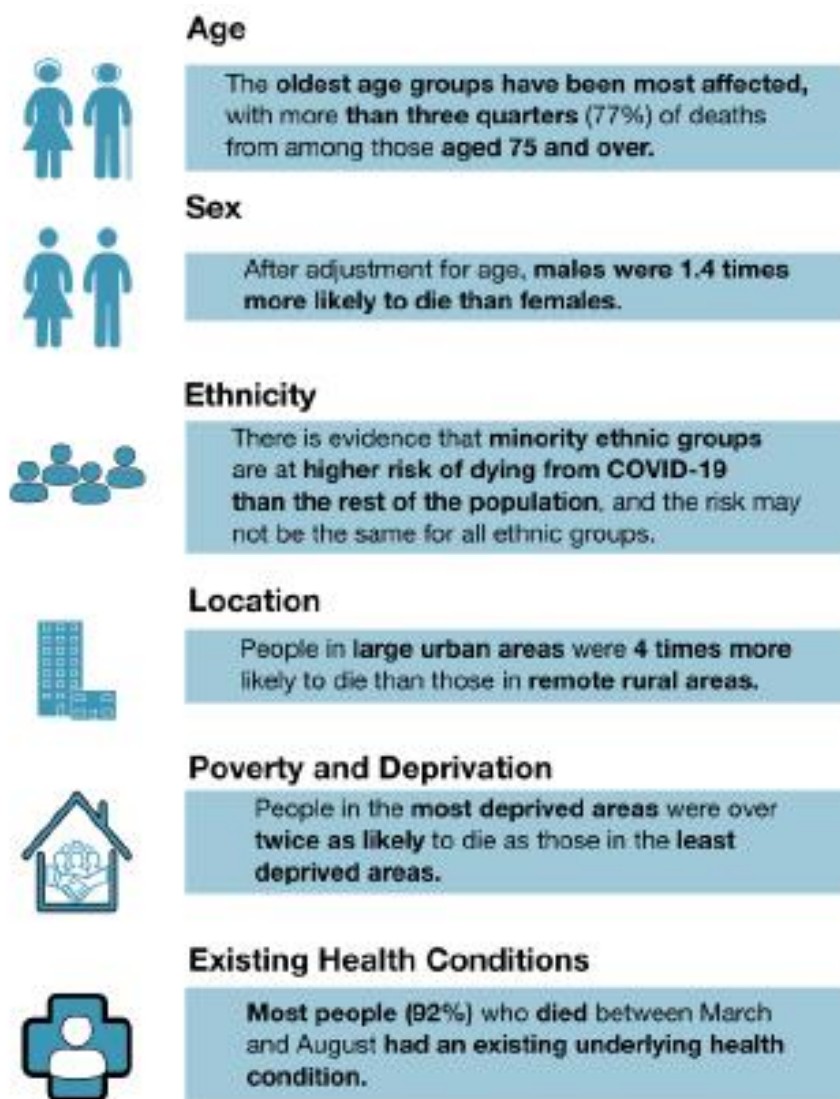 Age
The oldest age groups have been most affected,
with more than three quarters (77%) of deaths
from among those aged 75 and over.
Sex
After adjustment for age, males were 1.4 times
more likely to die than females.
Ethnicity
There is evidence that minority ethnic groups
are at higher risk of dying from COVID-19
than the rest of the population, and the risk may
not be the same for all ethnic groups.
Location
People in large urban areas were 4 times more
likely to die than those in remote rural areas.
Poverty and Deprivation
People in the most deprived areas were over
twice as likely to die as those in the least
deprived areas.
Existing Health Conditions
Most people (92%) who died between March
and August had an existing underlying health
condition.